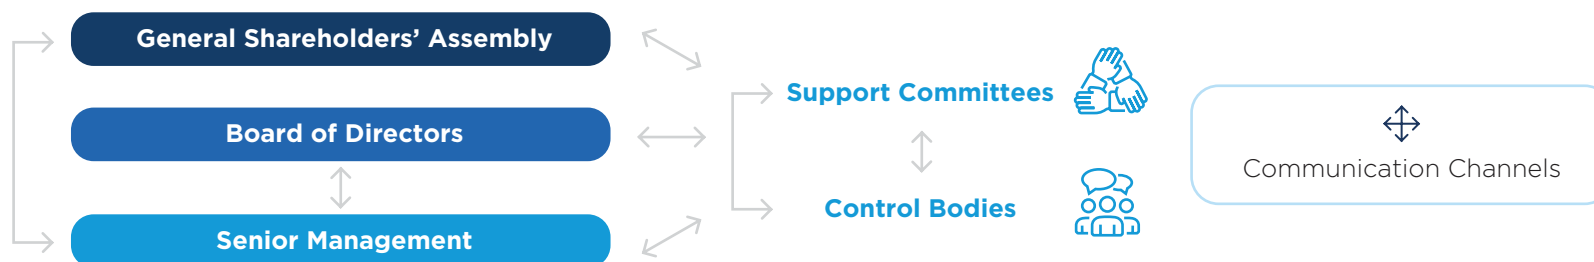 General Shareholders’ Assembly
Board of Directors
Senior Management
Support Committees
Control Bodies
Communication Channels